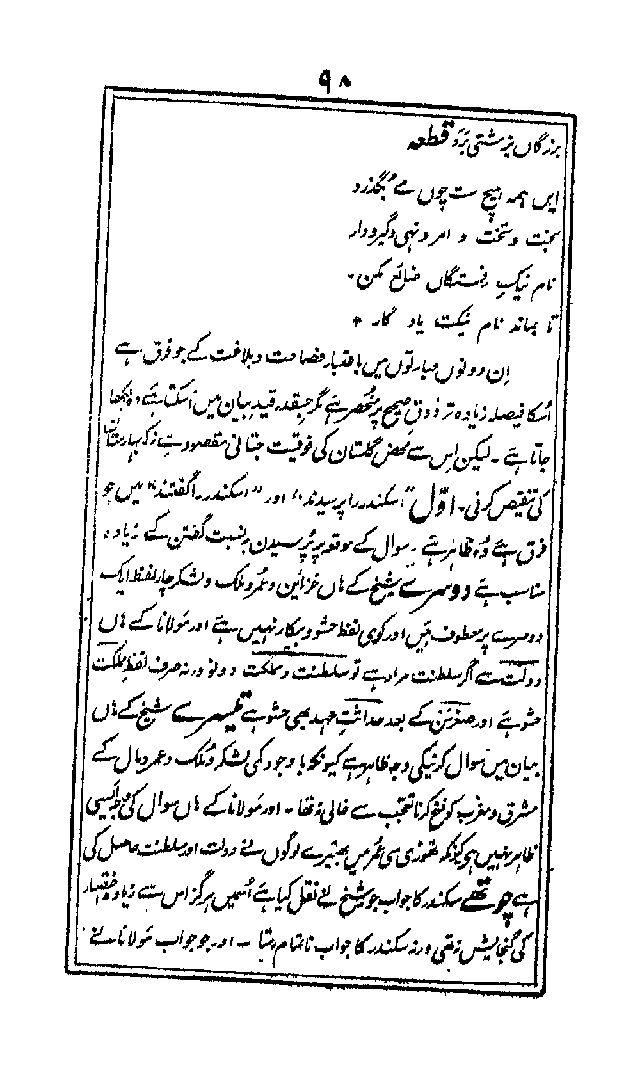 ۹۸
بزرگاں بزشتی برد قطعہ
ایں ہمہ ہیچ ست چوں مے بگذرد
بخت و تخت و امر و نہی و گیر و دار
نام نیک رفتگاں ضائع مکن۔
تا بماند نام نیکت یاد گار ٭
اِن دونوں عبارتوں میں باعتبار فصاحت و بلاغت کے جو فرق ہے
اُسکا فیصلہ زیادہ تر ذوق صحیح پر منحصر ہے مگر جسقدر قید بیان میں آسکتا ہے وہ لکھا
جاتا ہے۔ لیکن اِس سے محض گلستان کی فوقیت جتانی مقصود ہے نہ کہ بہارستان
کی تنقیص کرنی۔ اوّل "اسکندر را پرسیدند" اور "اسکندر را گفتند" میں جو
فرق ہے وُہ ظاہر ہے۔ سوال کے موقع پر پُرسیدن بہ نسبت گفتن کے زیادہ
مناسب ہے دوسرے شیخ کے ہاں خزائن و عمر و ملک و لشکر چار لفظ ایک
دوسرے پر معطوف ہیں اور کوئی لفظ حشو و بیکار نہیں ہے اور مولانا کے ہاں
دولت سے اگر سلطنت مراد ہے تو سلطنت و مملکت دونو ورنہ صرف لفظ مملکت
حشو ہے اور صغر سن کے بعد حداثتِ عہد بھی حشو ہے تیسرے شیخ کے ہاں
بیان میں سوال کرنیکی وجہ ظاہر ہے کیونکہ باوجود کمی لشکر و ملک و عمر و مال کے
مشرق و مغرب کو فتح کرنا تعجب سے خالی نہ تھا۔ اور مولانا کے ہاں سوال کی وجہ ایسی
ظاہر نہیں ہے کیونکہ تھوڑی سی عمر میں بہتیرے لوگوں نے دولت اور سلطنت حاصل کی
ہے چوتھے سکندر کا جواب جو شیخ نے نقل کیا ہے اُسمیں ہرگز اس سے زیادہ اختصار
کی گنجایش نہ تھی ورنہ سکندر کا جواب ناتمام رہتا۔ اور جو جواب مولانا نے